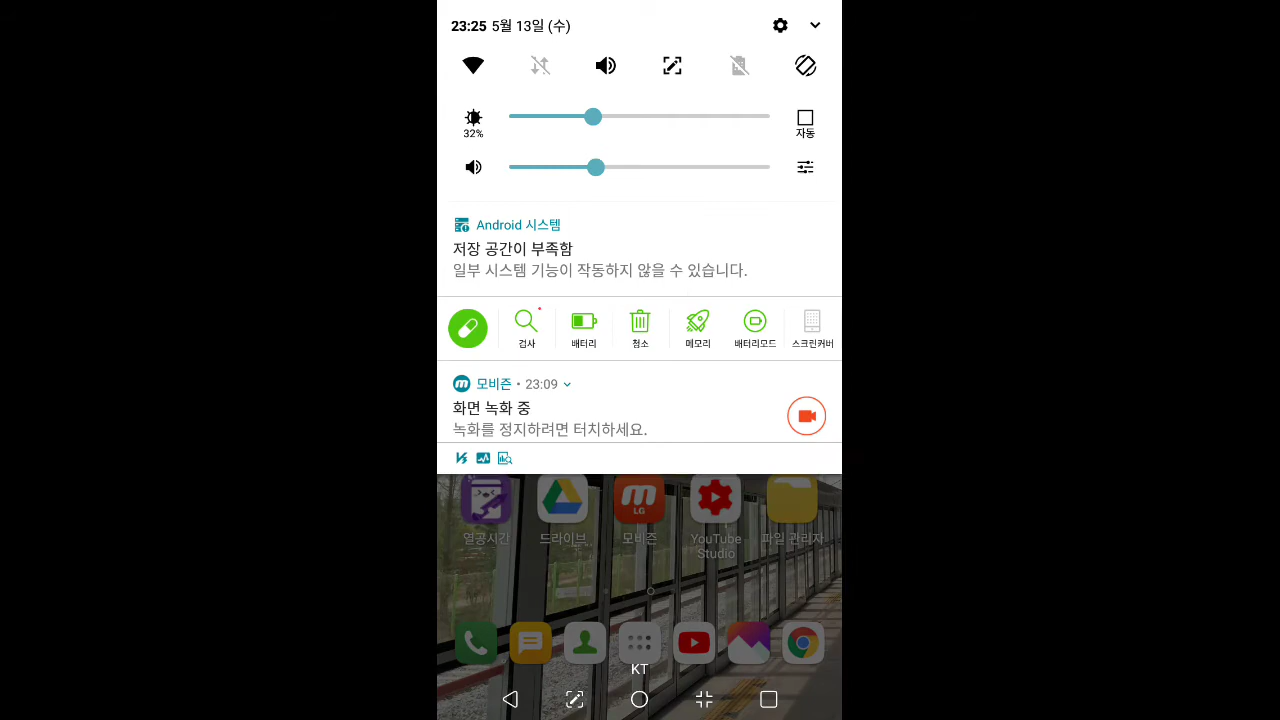 23:25 5월 13일 (수)
32%
자동
Android 시스템
저장 공간이 부족함
일부 시스템 기능이 작동하지 않을 수 있습니다.
검사 배터리 청소 메모리 배터리모드 스크린커버
모비즌 • 23:09
화면 녹화 중
녹화를 정지하려면 터치하세요.
LG
열공시간 드라이브 모비즌 YouTube Studio 파일 관리자
KT